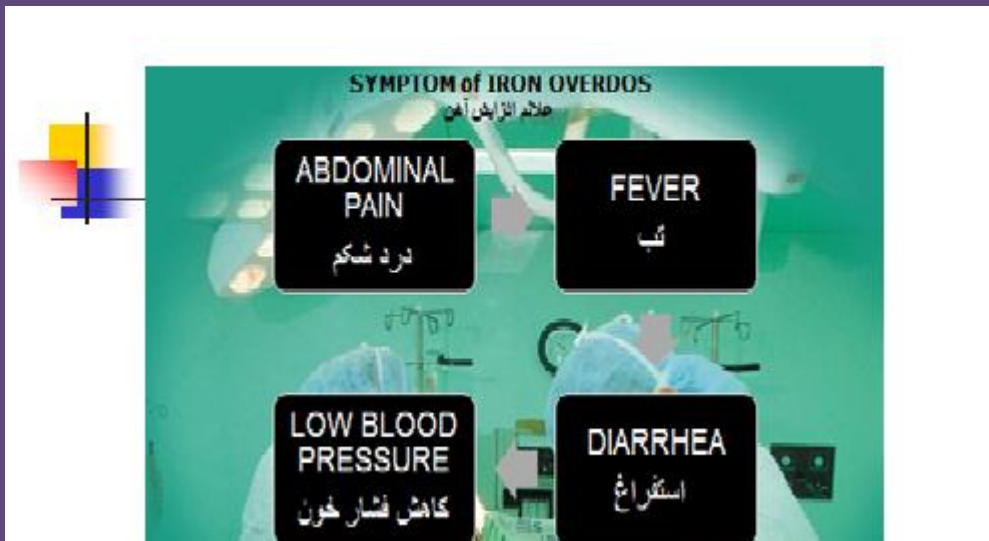 SYMPTOM of IRON OVERDOS
علائم افزایش آهن
ABDOMINAL
PAIN
درد شکم
FEVER
تب
DIARRHEA
استفراغ
LOW BLOOD
PRESSURE
کاهش فشار خون